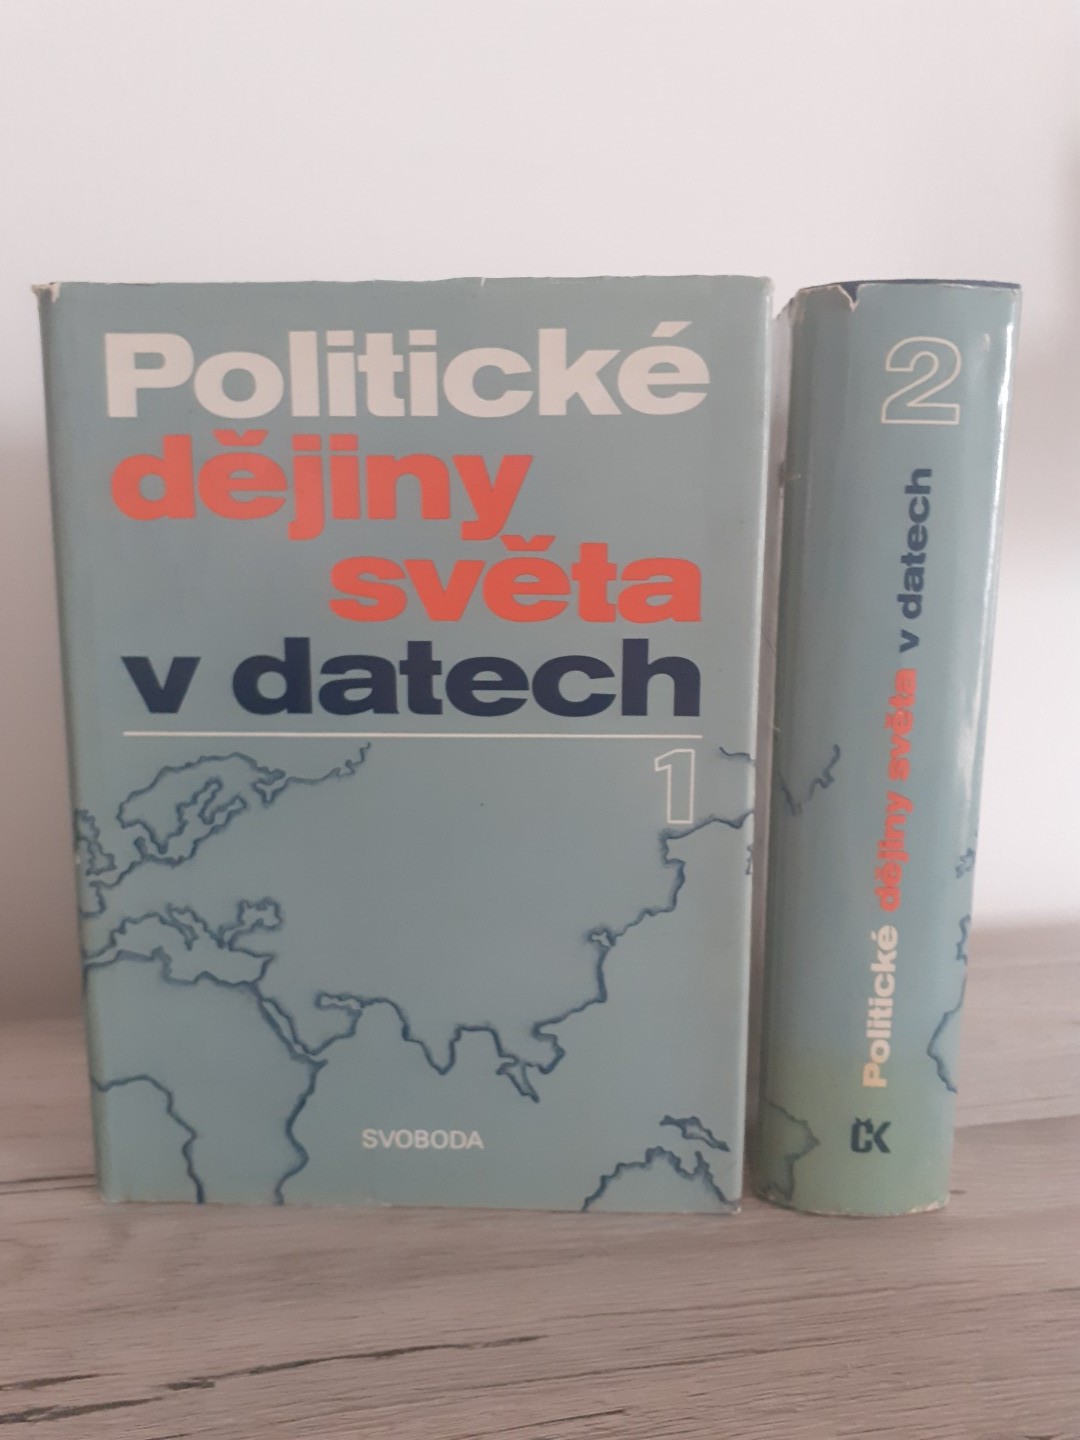 Politické
dějiny
světa
v datech
1
SVOBODA
2
Politické dějiny světa v datech
ČK